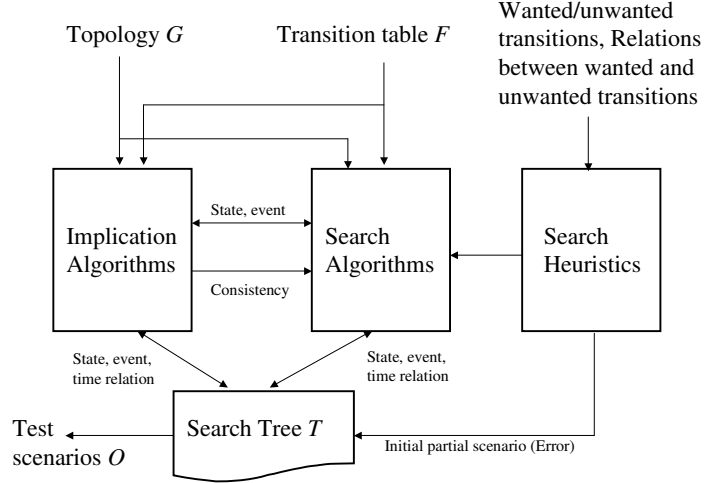 Topology G
Transition table F
Wanted/unwanted
transitions, Relations
between wanted and
unwanted transitions
Implication
Algorithms
State, event
Consistency
Search
Algorithms
Search
Heuristics
State, event,
time relation
State, event,
time relation
Test
scenarios O
Search Tree T
Initial partial scenario (Error)